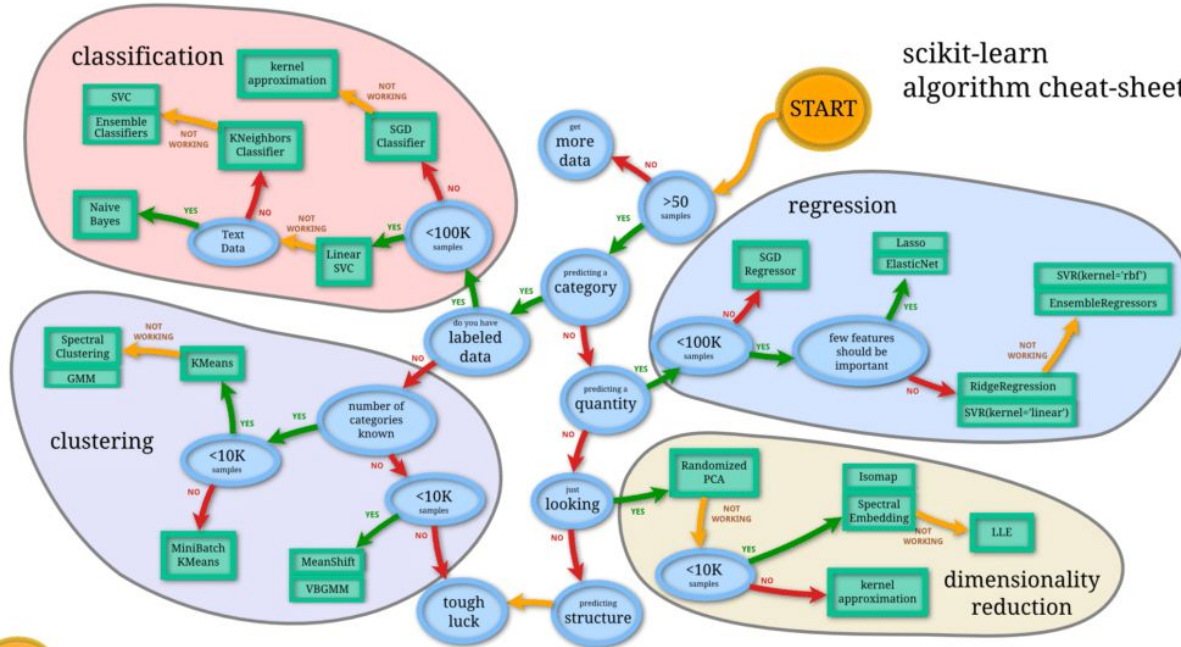 scikit-learn
algorithm cheat-sheet
START
>50
samples
NO
get
more
data
YES
predicting a
category
YES
do you have
labeled
data
YES
NO
predicting a
quantity
YES
NO
just
looking
YES
NO
predicting
structure
tough
luck
classification
<100K
samples
YES
Linear
SVC
NOT
WORKING
Text
Data
YES
Naive
Bayes
NO
KNeighbors
Classifier
NOT
WORKING
SVC
Ensemble
Classifiers
NO
SGD
Classifier
NOT
WORKING
kernel
approximation
clustering
NO
number of
categories
known
YES
<10K
samples
YES
KMeans
NOT
WORKING
Spectral
Clustering
GMM
NO
MiniBatch
KMeans
NO
<10K
samples
YES
MeanShift
VBGMM
NO
regression
<100K
samples
NO
SGD
Regressor
YES
few features
should be
important
YES
Lasso
ElasticNet
NO
RidgeRegression
SVR(kernel='linear')
NOT
WORKING
SVR(kernel='rbf')
EnsembleRegressors
dimensionality
reduction
Randomized
PCA
NOT
WORKING
<10K
samples
YES
Isomap
Spectral
Embedding
NOT
WORKING
LLE
NO
kernel
approximation